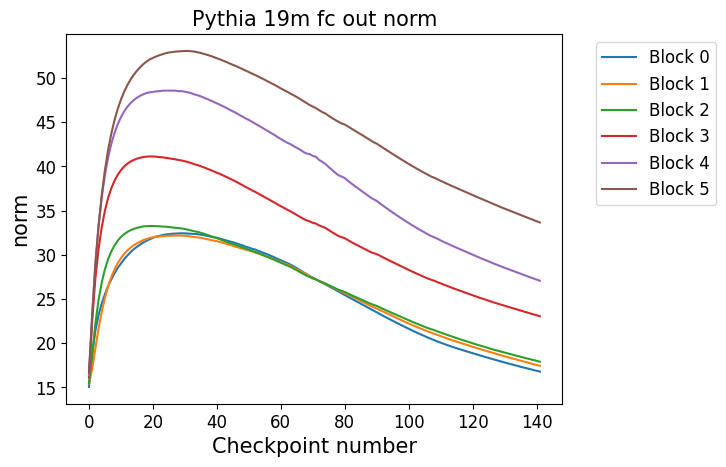 Pythia 19m fc out norm
norm
50
45
40
35
30
25
20
15
0 20 40 60 80 100 120 140
Checkpoint number
Block 0
Block 1
Block 2
Block 3
Block 4
Block 5